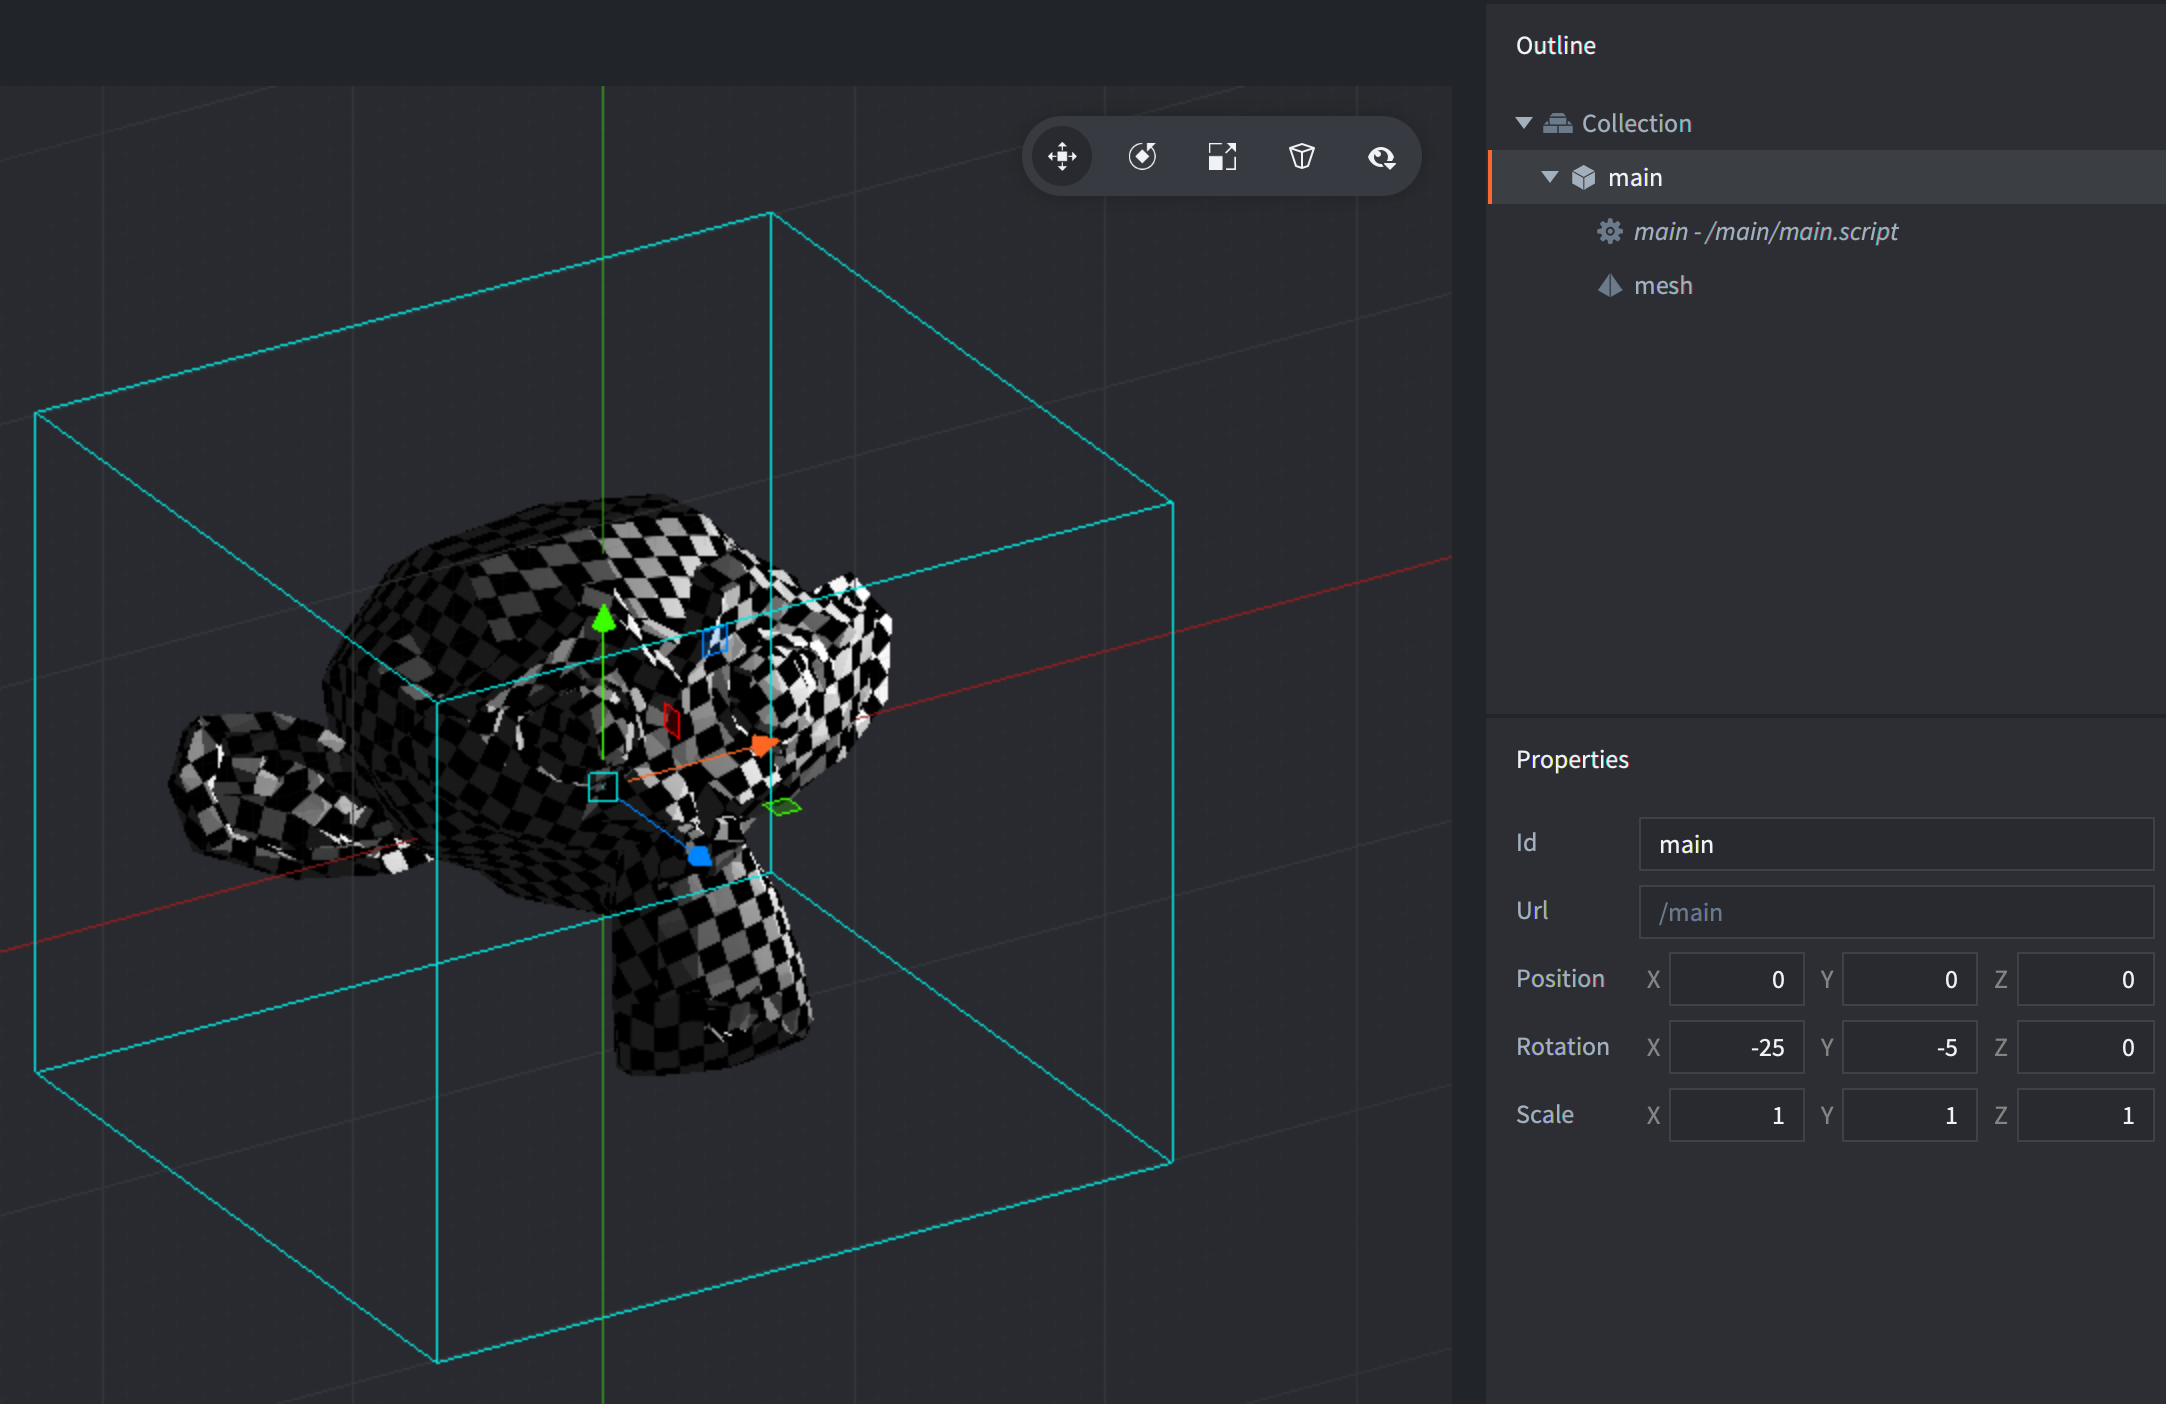 Outline
Collection
main
main - /main/main.script
mesh
Properties
Id main
Url /main
Position X 0 Y 0 Z 0
Rotation X -25 Y -5 Z 0
Scale X 1 Y 1 Z 1